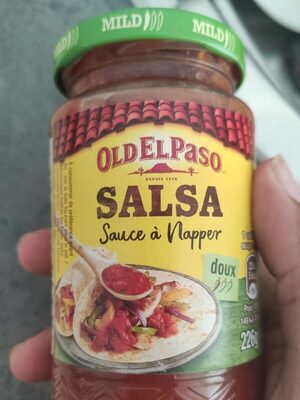 MILD MILD
OLD EL PASO
DEPUIS 1938
SALSA
Sauce à Napper
doux
226g